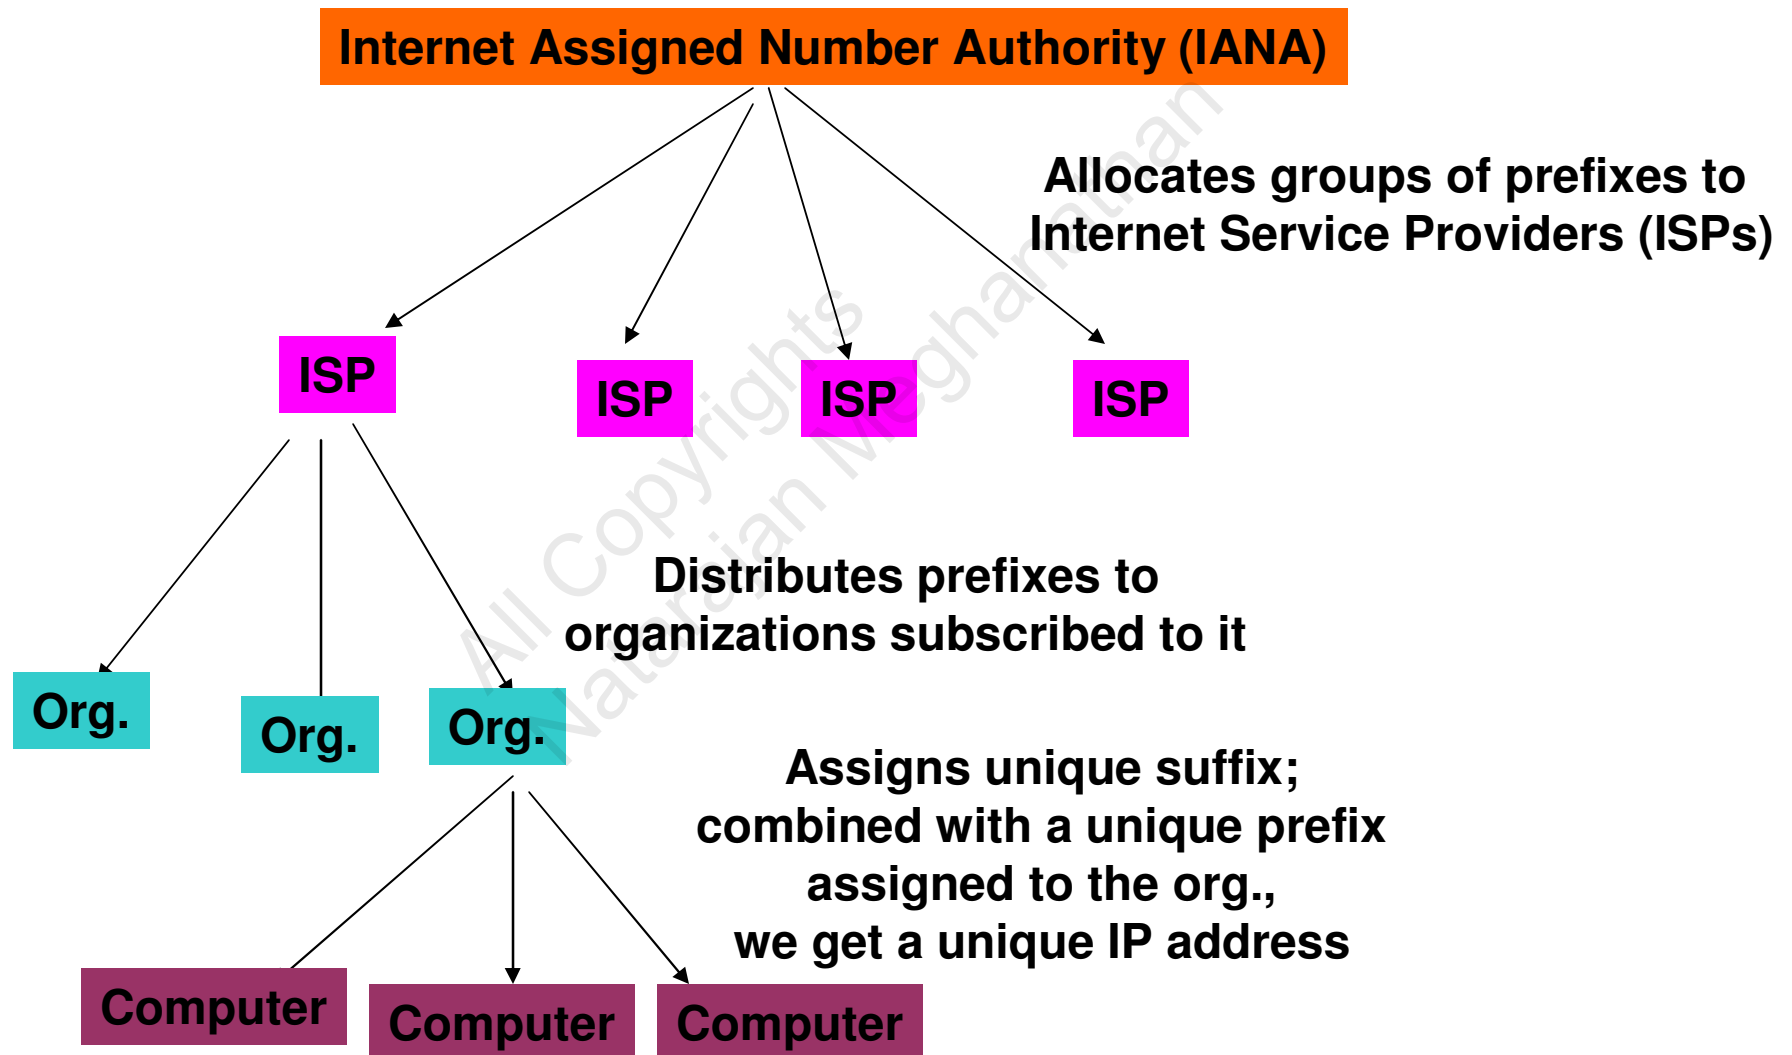 Internet Assigned Number Authority (IANA)
Allocates groups of prefixes to
Internet Service Providers (ISPs)
ISP
ISP
ISP
ISP
Distributes prefixes to
organizations subscribed to it
Org.
Org.
Org.
Assigns unique suffix;
combined with a unique prefix
assigned to the org.,
we get a unique IP address
Computer
Computer
Computer
All Copyrights
Natarajan Meghanathan